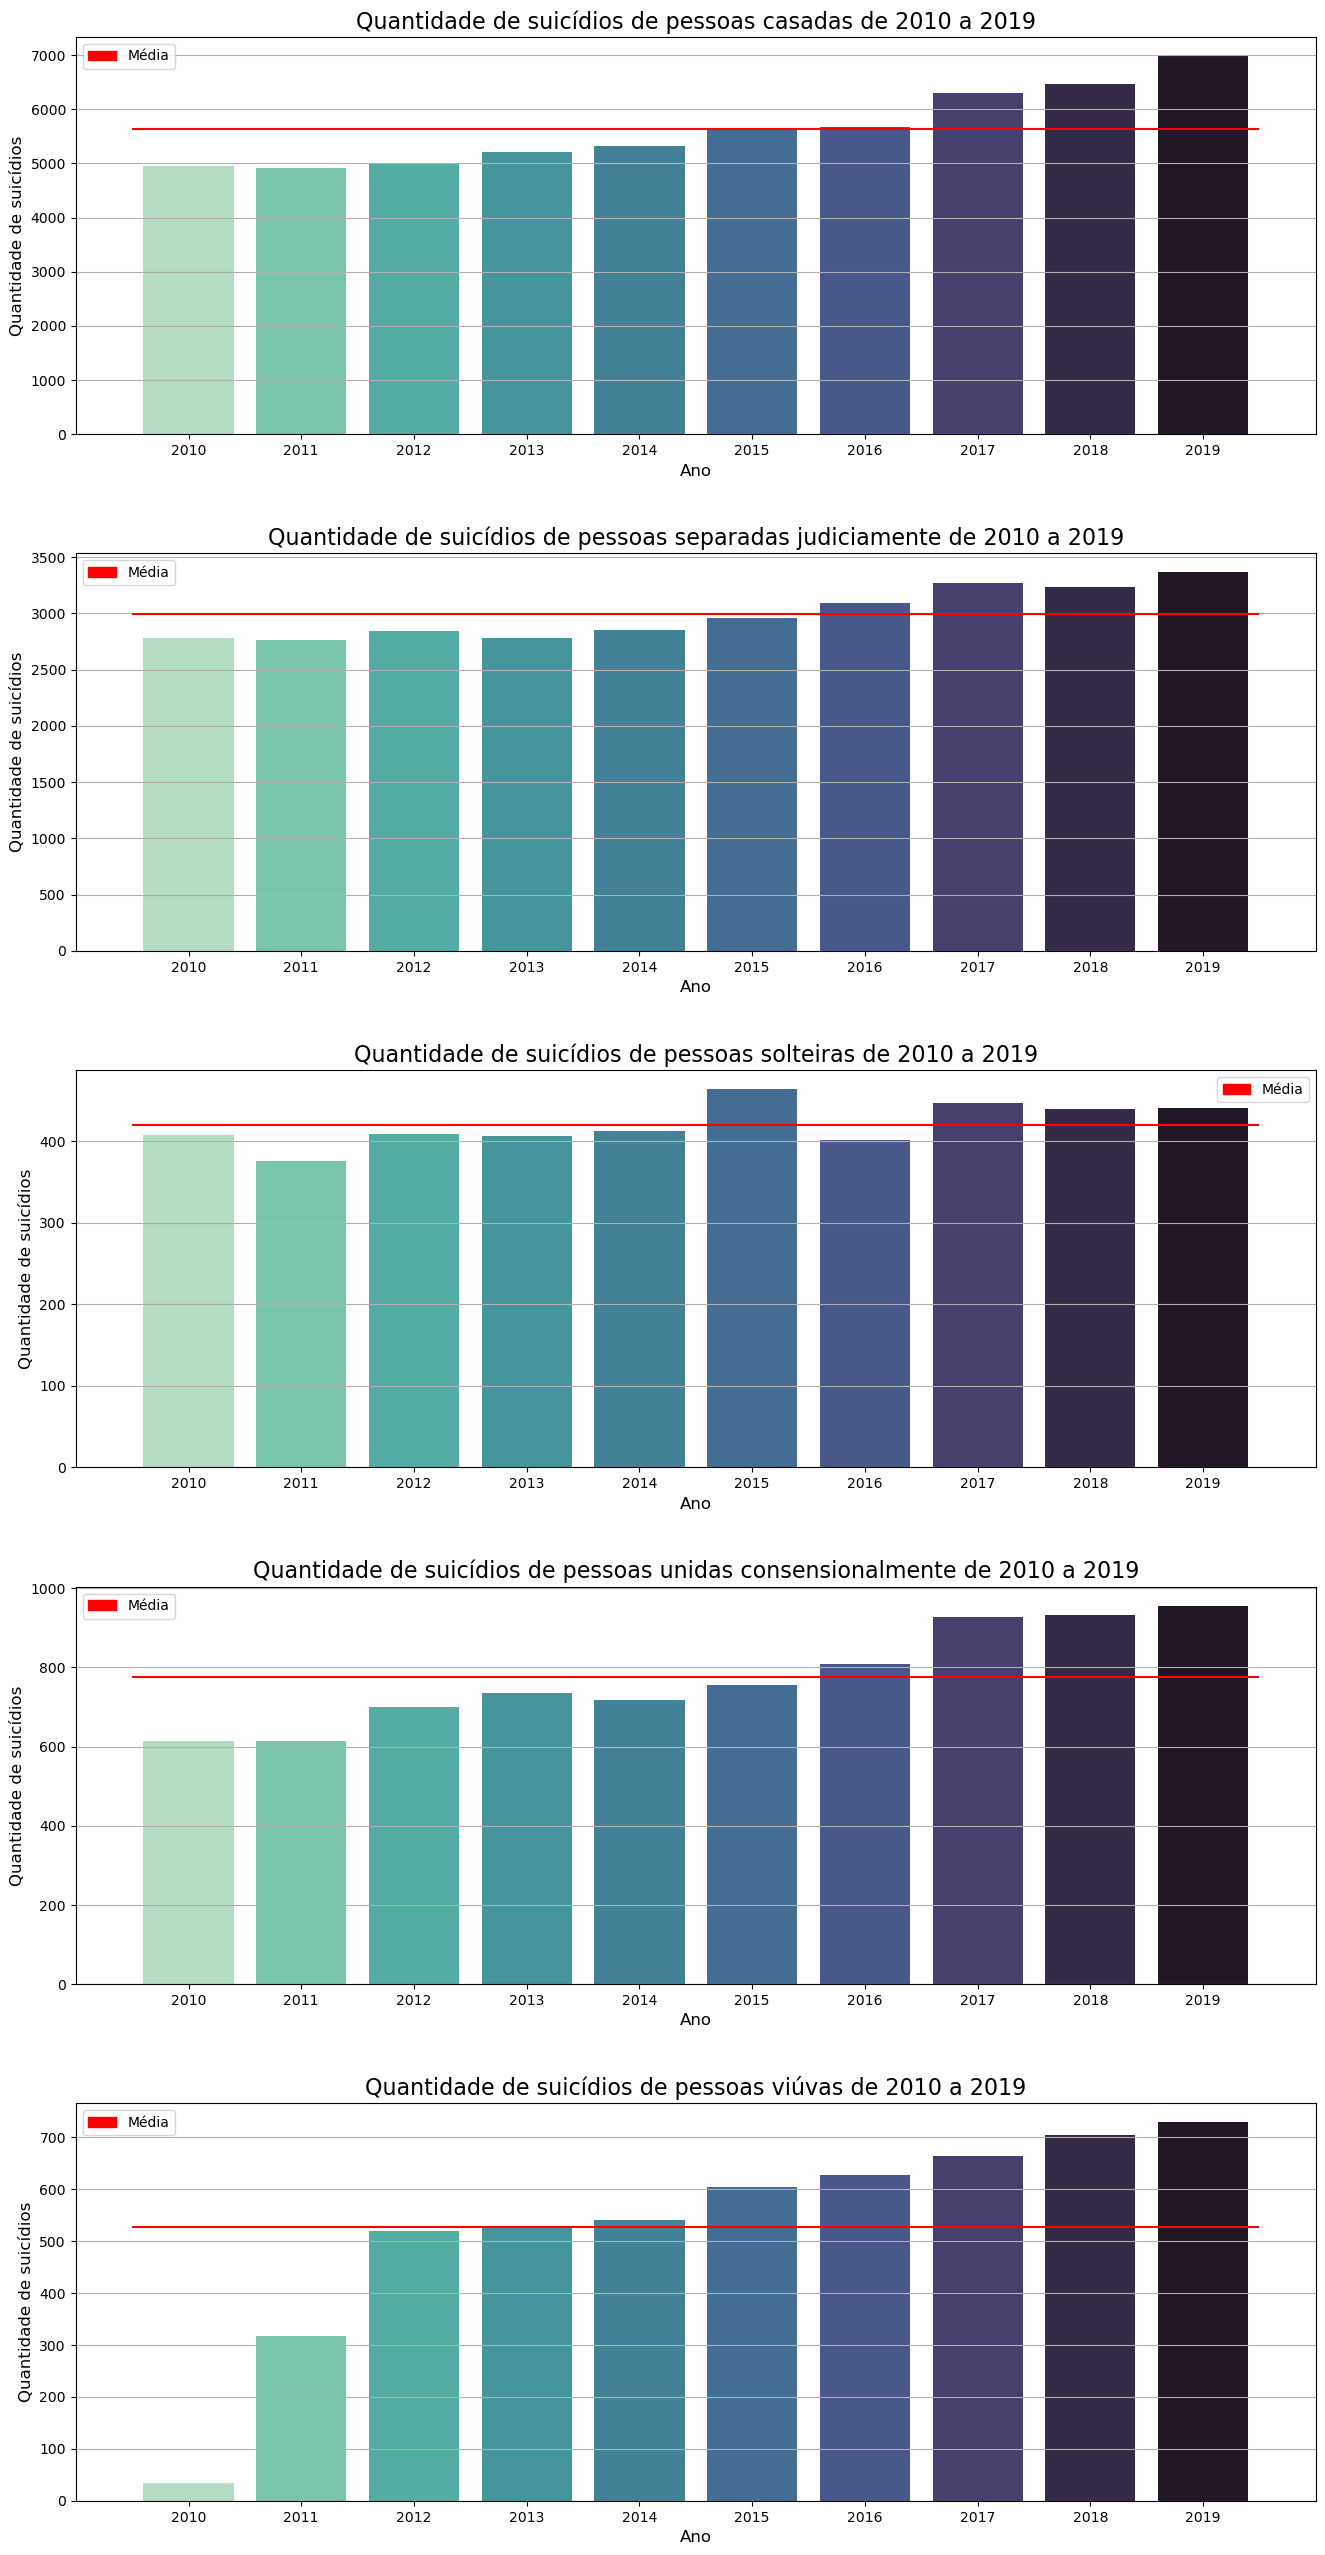 Quantidade de suicídios de pessoas casadas de 2010 a 2019
Média
7000
6000
5000
4000
3000
2000
1000
0
Quantidade de suicídios
2010 2011 2012 2013 2014 2015 2016 2017 2018 2019
Ano
Quantidade de suicídios de pessoas separadas judiciamente de 2010 a 2019
Média
3500
3000
2500
2000
1500
1000
500
0
Quantidade de suicídios
2010 2011 2012 2013 2014 2015 2016 2017 2018 2019
Ano
Quantidade de suicídios de pessoas solteiras de 2010 a 2019
Média
400
300
200
100
0
Quantidade de suicídios
2010 2011 2012 2013 2014 2015 2016 2017 2018 2019
Ano
Quantidade de suicídios de pessoas unidas consensionalmente de 2010 a 2019
Média
1000
800
600
400
200
0
Quantidade de suicídios
2010 2011 2012 2013 2014 2015 2016 2017 2018 2019
Ano
Quantidade de suicídios de pessoas viúvas de 2010 a 2019
Média
700
600
500
400
300
200
100
0
Quantidade de suicídios
2010 2011 2012 2013 2014 2015 2016 2017 2018 2019
Ano